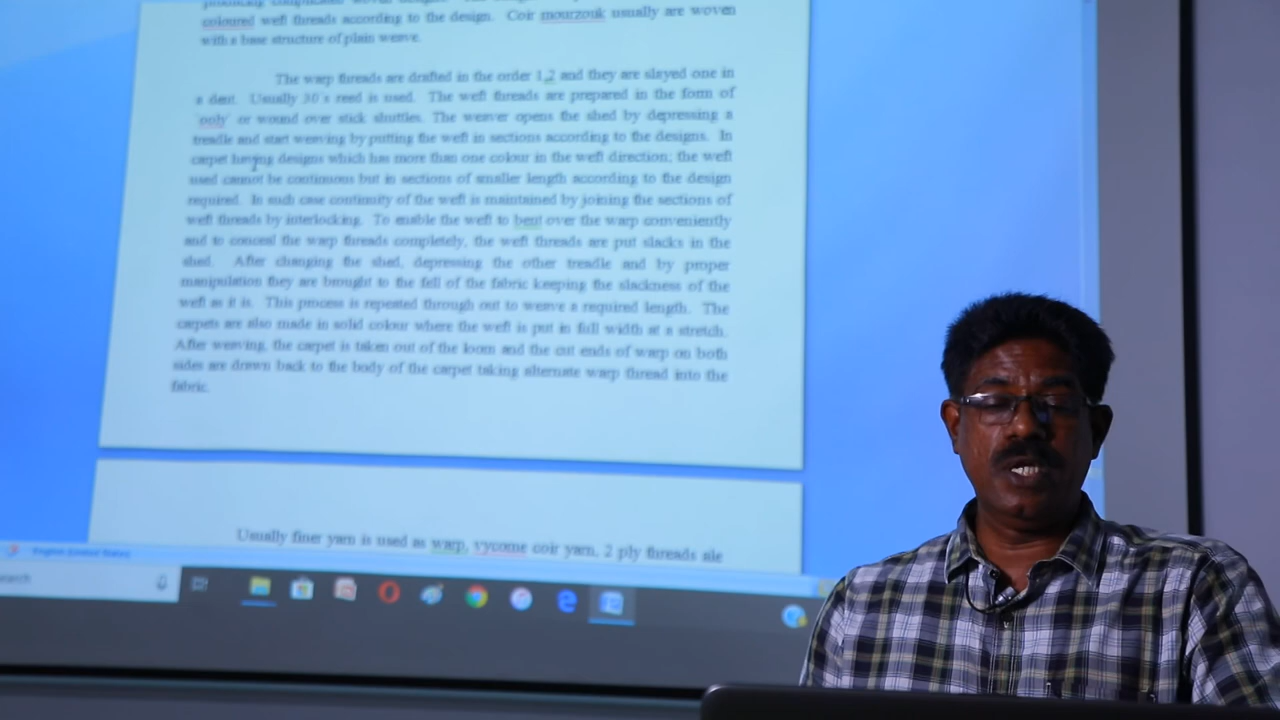 coloured weft threads according to the design. Coir mourzouk usually are woven
with a base structure of plain weave.
The warp threads are drafted in the order 1,2 and they are slayed one in
a dent. Usually 30's reed is used. The weft threads are prepared in the form of
'only' or wound over stick shuttles. The weaver opens the shed by depressing a
treadle and start weaving by putting the weft in sections according to the designs. In
carpet having designs which has more than one colour in the weft direction; the weft
used cannot be continuous but in sections of smaller length according to the design
required. In such case continuity of the weft is maintained by joining the sections of
weft threads by interlocking. To enable the weft to bent over the warp conveniently
and to conceal the warp threads completely, the weft threads are put slacks in the
shed. After changing the shed, depressing the other treadle and by proper
manipulation they are brought to the fell of the fabric keeping the slackness of the
weft as it is. This process is repeated through out to weave a required length. The
carpets are also made in solid colour where the weft is put in full width at a stretch.
After weaving, the carpet is taken out of the loom and the cut ends of warp on both
sides are drawn back to the body of the carpet taking alternate warp thread into the
fabric.
Usually finer yarn is used as warp, vycome coir yarn, 2 ply threads are
English (United States)
earch